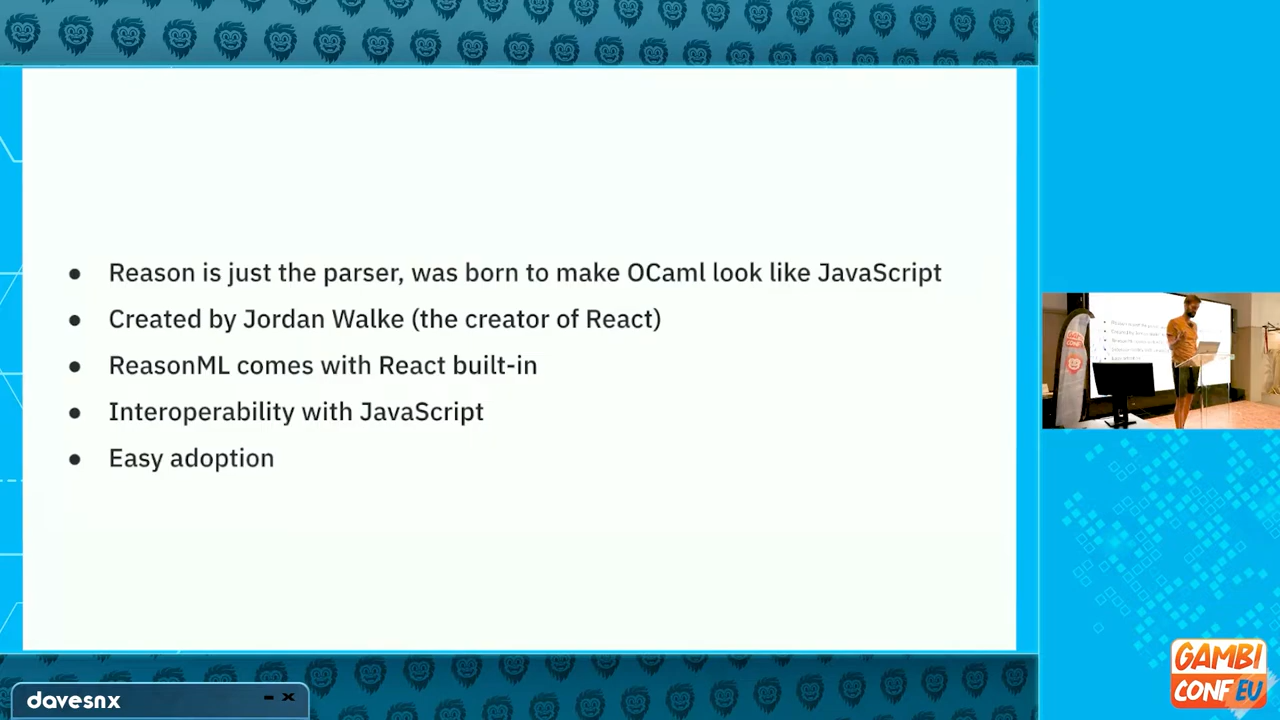 ● Reason is just the parser, was born to make OCaml look like JavaScript
● Created by Jordan Walke (the creator of React)
● ReasonML comes with React built-in
● Interoperability with JavaScript
● Easy adoption
davesnx
GAMBI
CONF EU